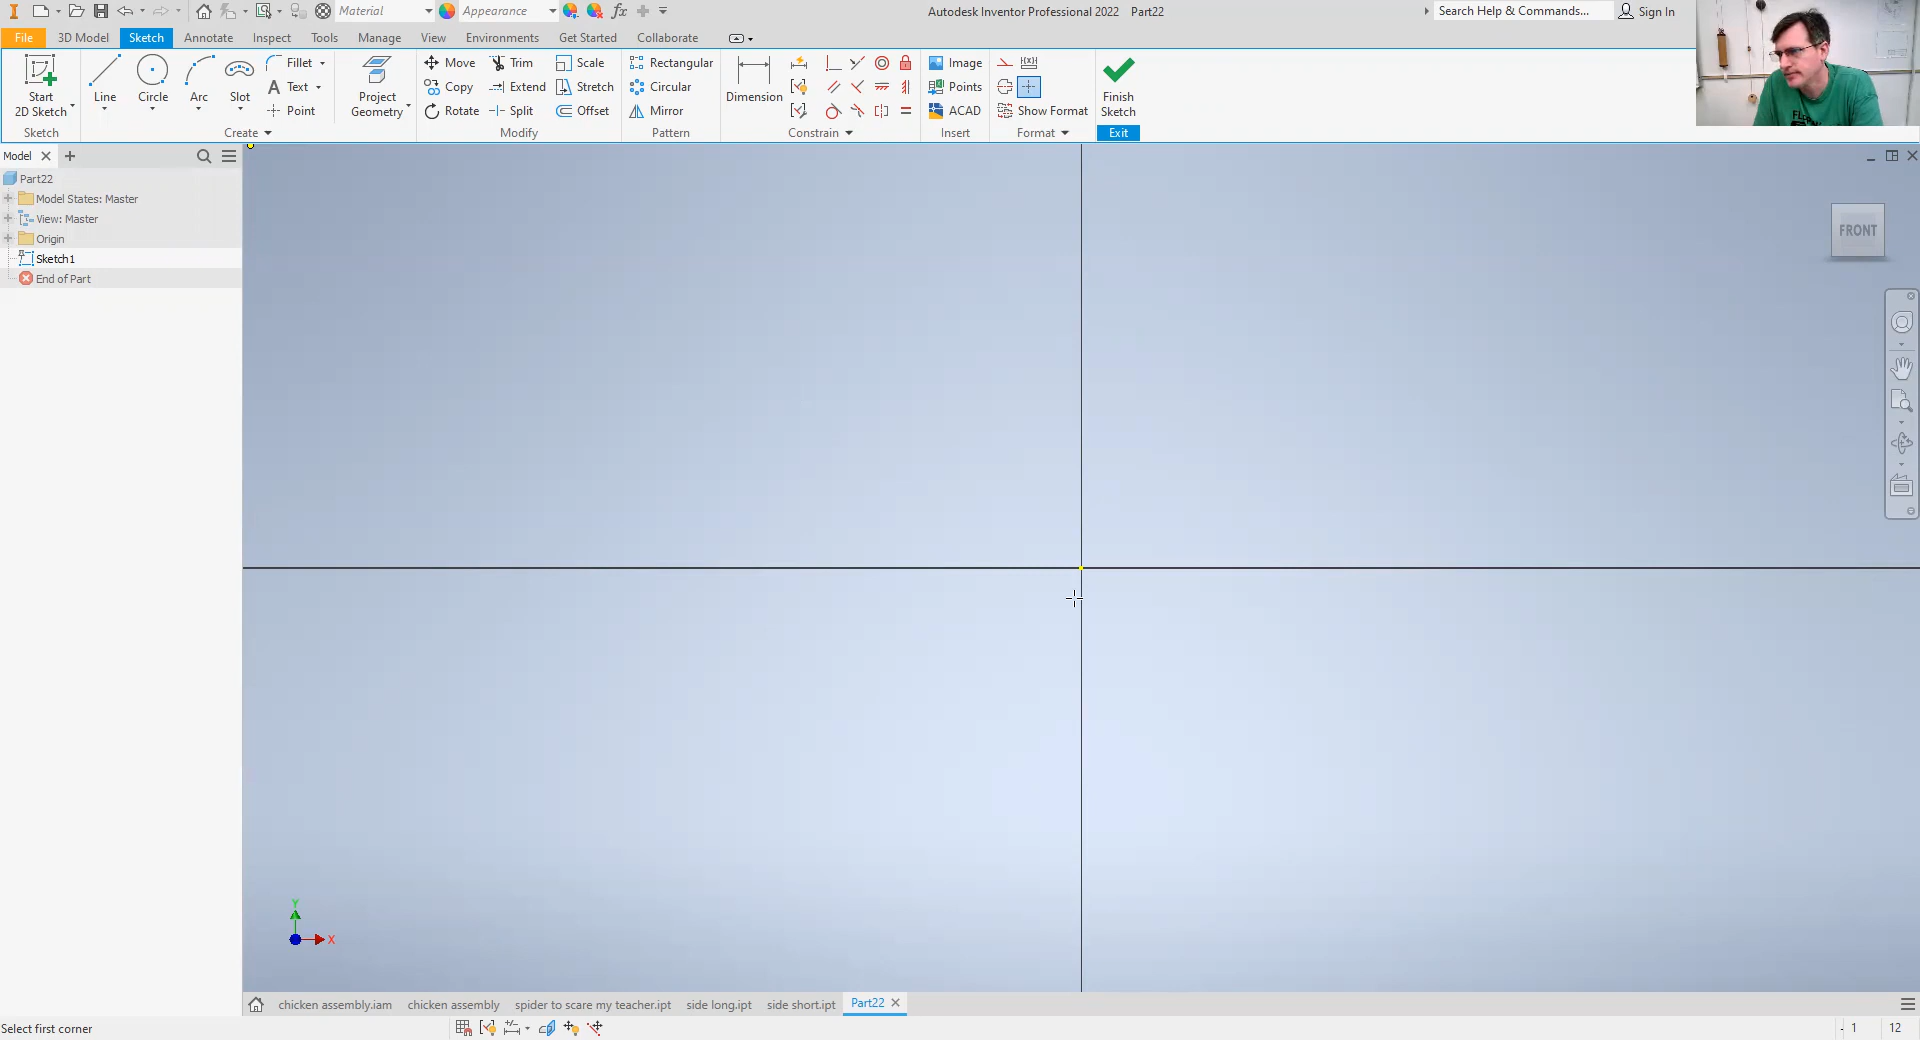 Material
Appearance
fx
Autodesk Inventor Professional 2022 Part22
Search Help & Commands...
Sign In
File 3D Model Sketch Annotate Inspect Tools Manage View Environments Get Started Collaborate
Start 2D Sketch
Line
Circle
Arc
Slot
Fillet
Text
Point
Project Geometry
Move
Copy
Rotate
Trim
Extend
Split
Scale
Stretch
Offset
Rectangular
Circular
Mirror
Dimension
Image
Points
ACAD
Show Format
Finish Sketch
Sketch Create Modify Pattern Constrain Insert Format Exit
Model
Part22
Model States: Master
View: Master
Origin
Sketch1
End of Part
FRONT
Y
X
chicken assembly.iam chicken assembly spider to scare my teacher.ipt side long.ipt side short.ipt Part22
Select first corner
1 12